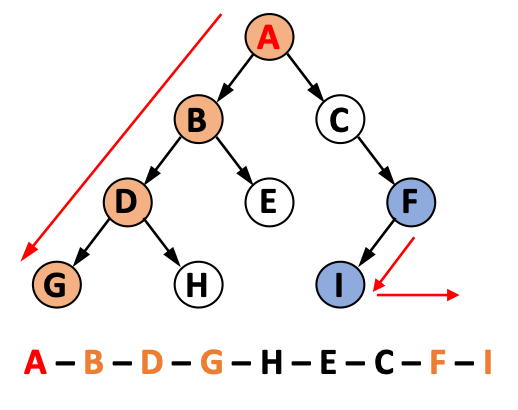 A
B C
D E F
G H I
A – B – D – G – H – E – C – F – I